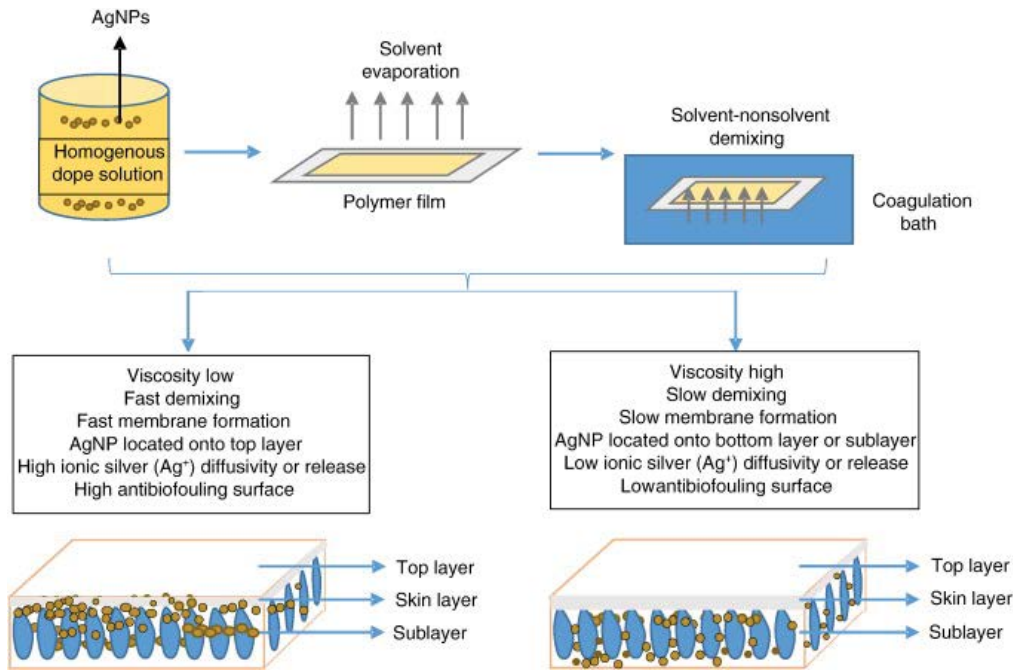 AgNPs
Homogenous
dope solution
Solvent
evaporation
Polymer film
Solvent-nonsolvent
demixing
Coagulation
bath
Viscosity low
Fast demixing
Fast membrane formation
AgNP located onto top layer
High ionic silver (Ag⁺) diffusivity or release
High antibiofouling surface
Viscosity high
Slow demixing
Slow membrane formation
AgNP located onto bottom layer or sublayer
Low ionic silver (Ag⁺) diffusivity or release
Lowantibiofouling surface
Top layer
Skin layer
Sublayer
Top layer
Skin layer
Sublayer